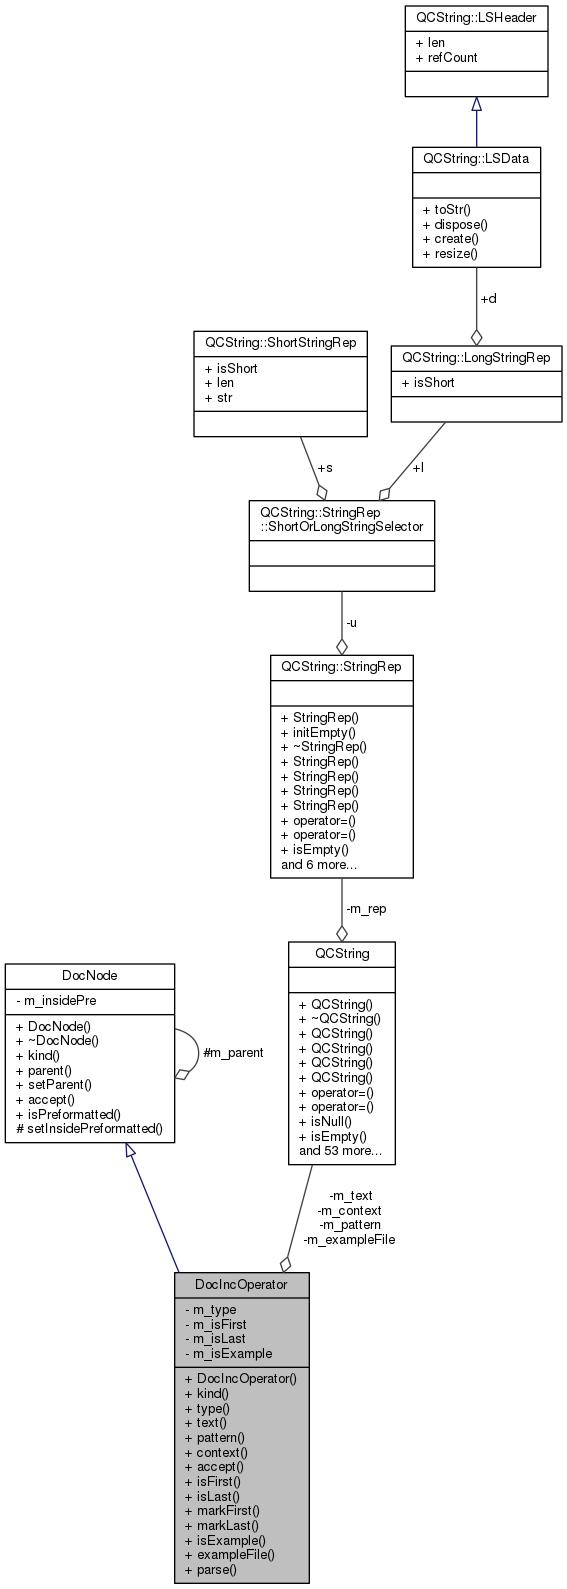 QCString::LSHeader
+ len
+ refCount
QCString::LSData
+ toStr()
+ dispose()
+ create()
+ resize()
+d
QCString::ShortStringRep
+ isShort
+ len
+ str
QCString::LongStringRep
+ isShort
+s
+l
QCString::StringRep
::ShortOrLongStringSelector
-u
QCString::StringRep
+ StringRep()
+ initEmpty()
+ ~StringRep()
+ StringRep()
+ StringRep()
+ StringRep()
+ StringRep()
+ operator=()
+ operator=()
+ isEmpty()
and 6 more...
-m_rep
DocNode
- m_insidePre
+ DocNode()
+ ~DocNode()
+ kind()
+ parent()
+ setParent()
+ accept()
+ isPreformatted()
# setInsidePreformatted()
#m_parent
QCString
+ QCString()
+ ~QCString()
+ QCString()
+ QCString()
+ QCString()
+ QCString()
+ operator=()
+ operator=()
+ isNull()
+ isEmpty()
and 53 more...
-m_text
-m_context
-m_pattern
-m_exampleFile
DocIncOperator
- m_type
- m_isFirst
- m_isLast
- m_isExample
+ DocIncOperator()
+ kind()
+ type()
+ text()
+ pattern()
+ context()
+ accept()
+ isFirst()
+ isLast()
+ markFirst()
+ markLast()
+ isExample()
+ exampleFile()
+ parse()